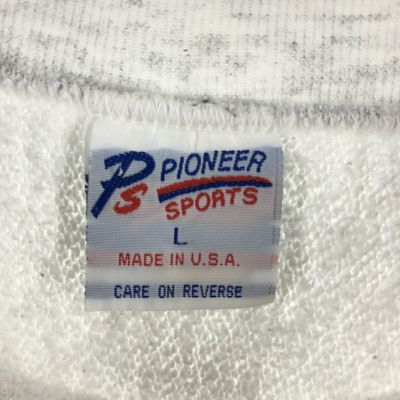 Ps PIONEER
SPORTS
L
MADE IN U.S.A.
CARE ON REVERSE